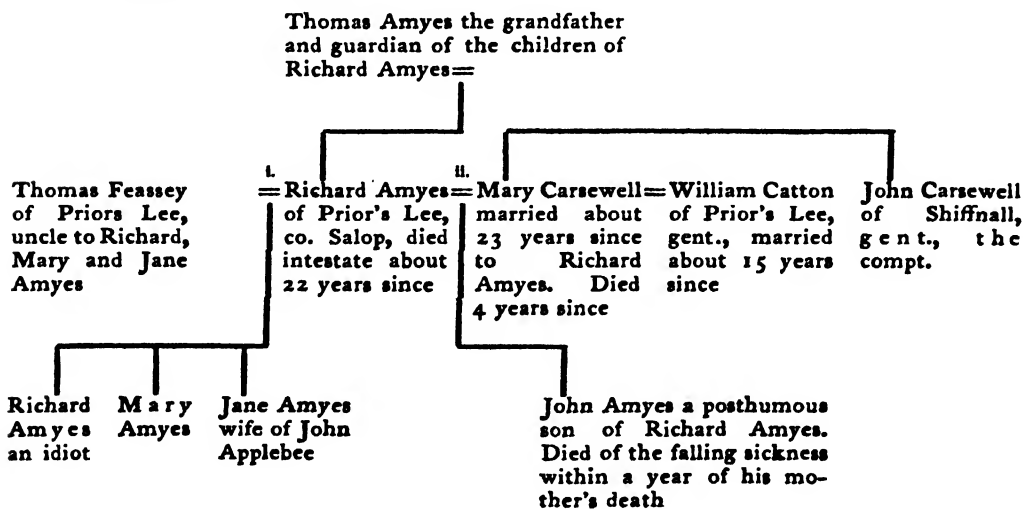 Thomas Amyes the grandfather
and guardian of the children of
Richard Amyes=
Thomas Feassey
of Priors Lee,
uncle to Richard,
Mary and Jane
Amyes
i.
=Richard Amyes=
of Prior's Lee,
co. Salop, died
intestate about
22 years since
ii.
Mary Carsewell=
married about
23 years since
to Richard
Amyes. Died
4 years since
William Catton
of Prior's Lee,
gent., married
about 15 years
since
John Carsewell
of Shiffnall,
gent., the
compt.
Richard
Amyes
an idiot
Mary
Amyes
Jane Amyes
wife of John
Applebee
John Amyes a posthumous
son of Richard Amyes.
Died of the falling sickness
within a year of his mo-
ther's death